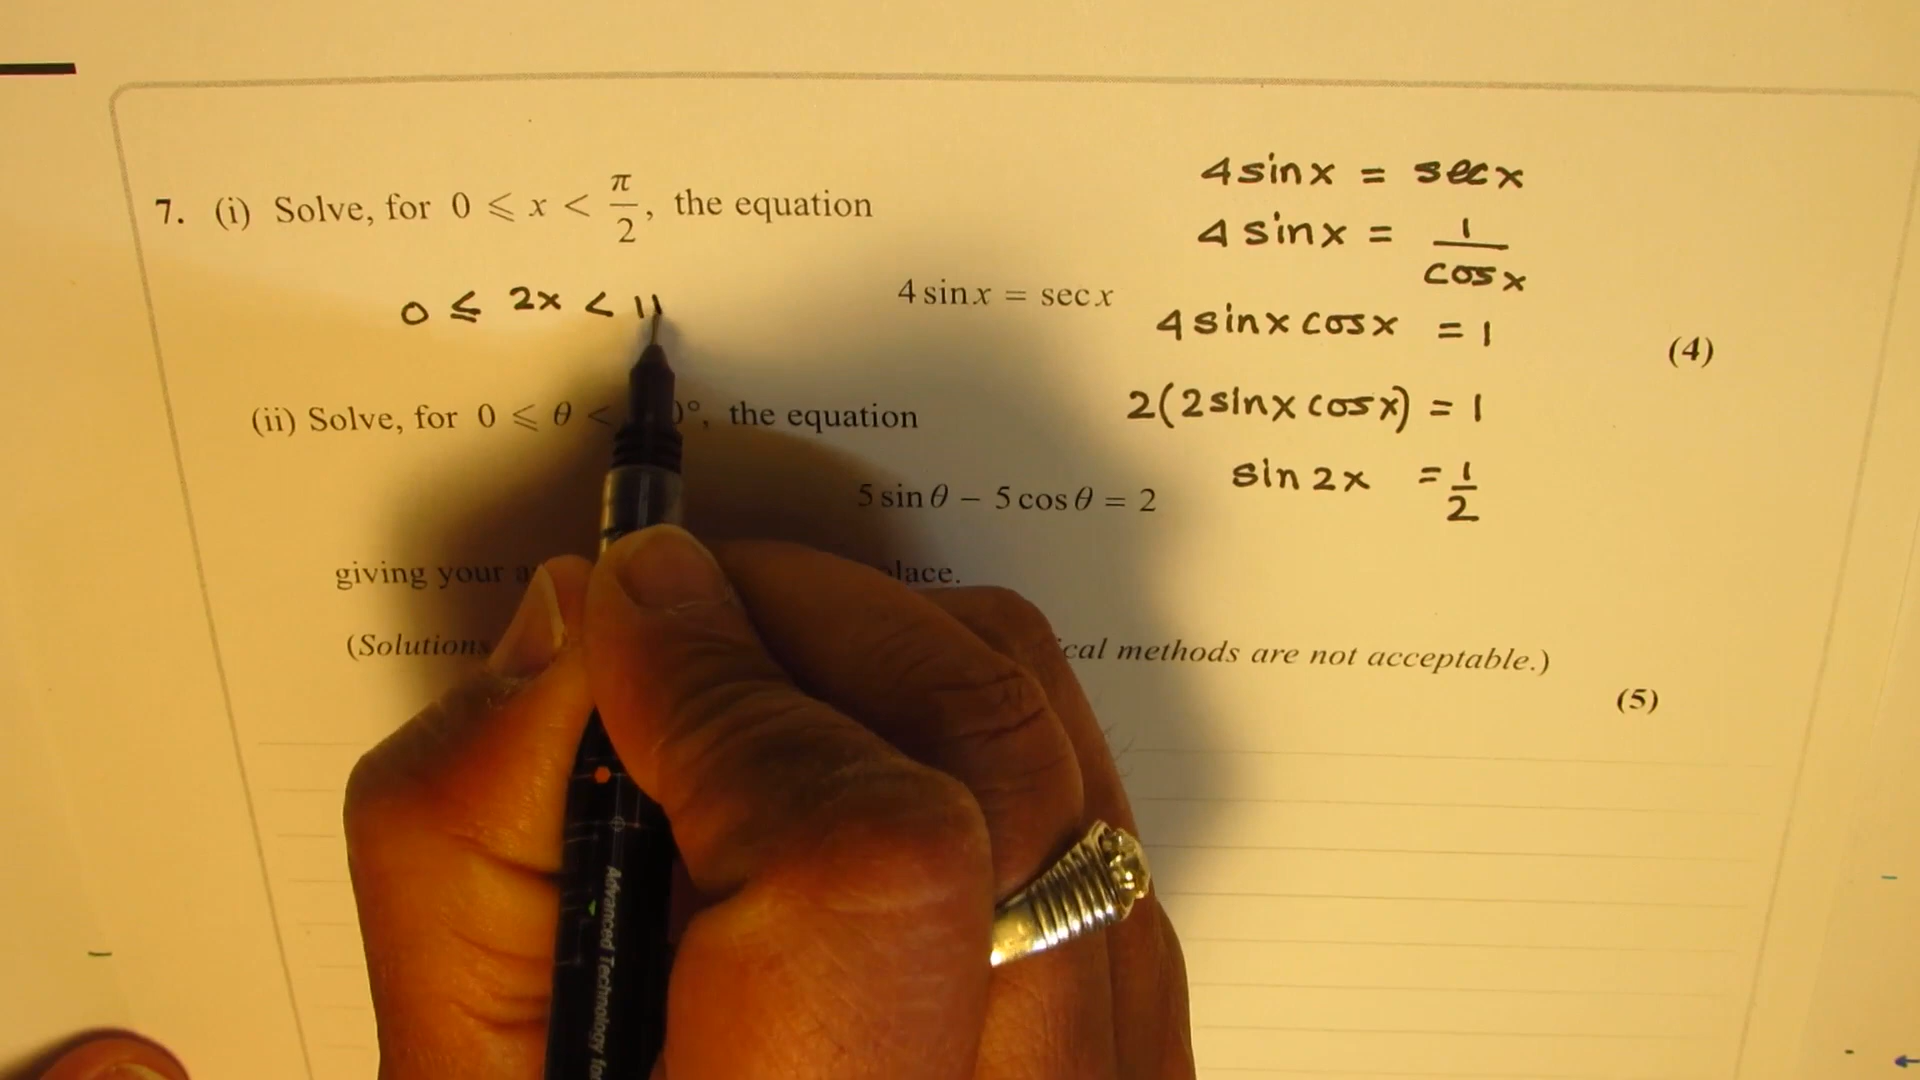 7. (i) Solve, for 0 ⩽ x < π/2, the equation
4 sin x = sec x
(4)
0 ≤ 2x <
(ii) Solve, for 0 ⩽ θ < °, the equation
5 sin θ − 5 cos θ = 2
giving your
(Solutions methods are not acceptable.)
(5)
4 sin x = sec x
4 sin x = 1/cos x
4 sin x cos x = 1
2(2 sin x cos x) = 1
sin 2x = 1/2
Advanced Technology